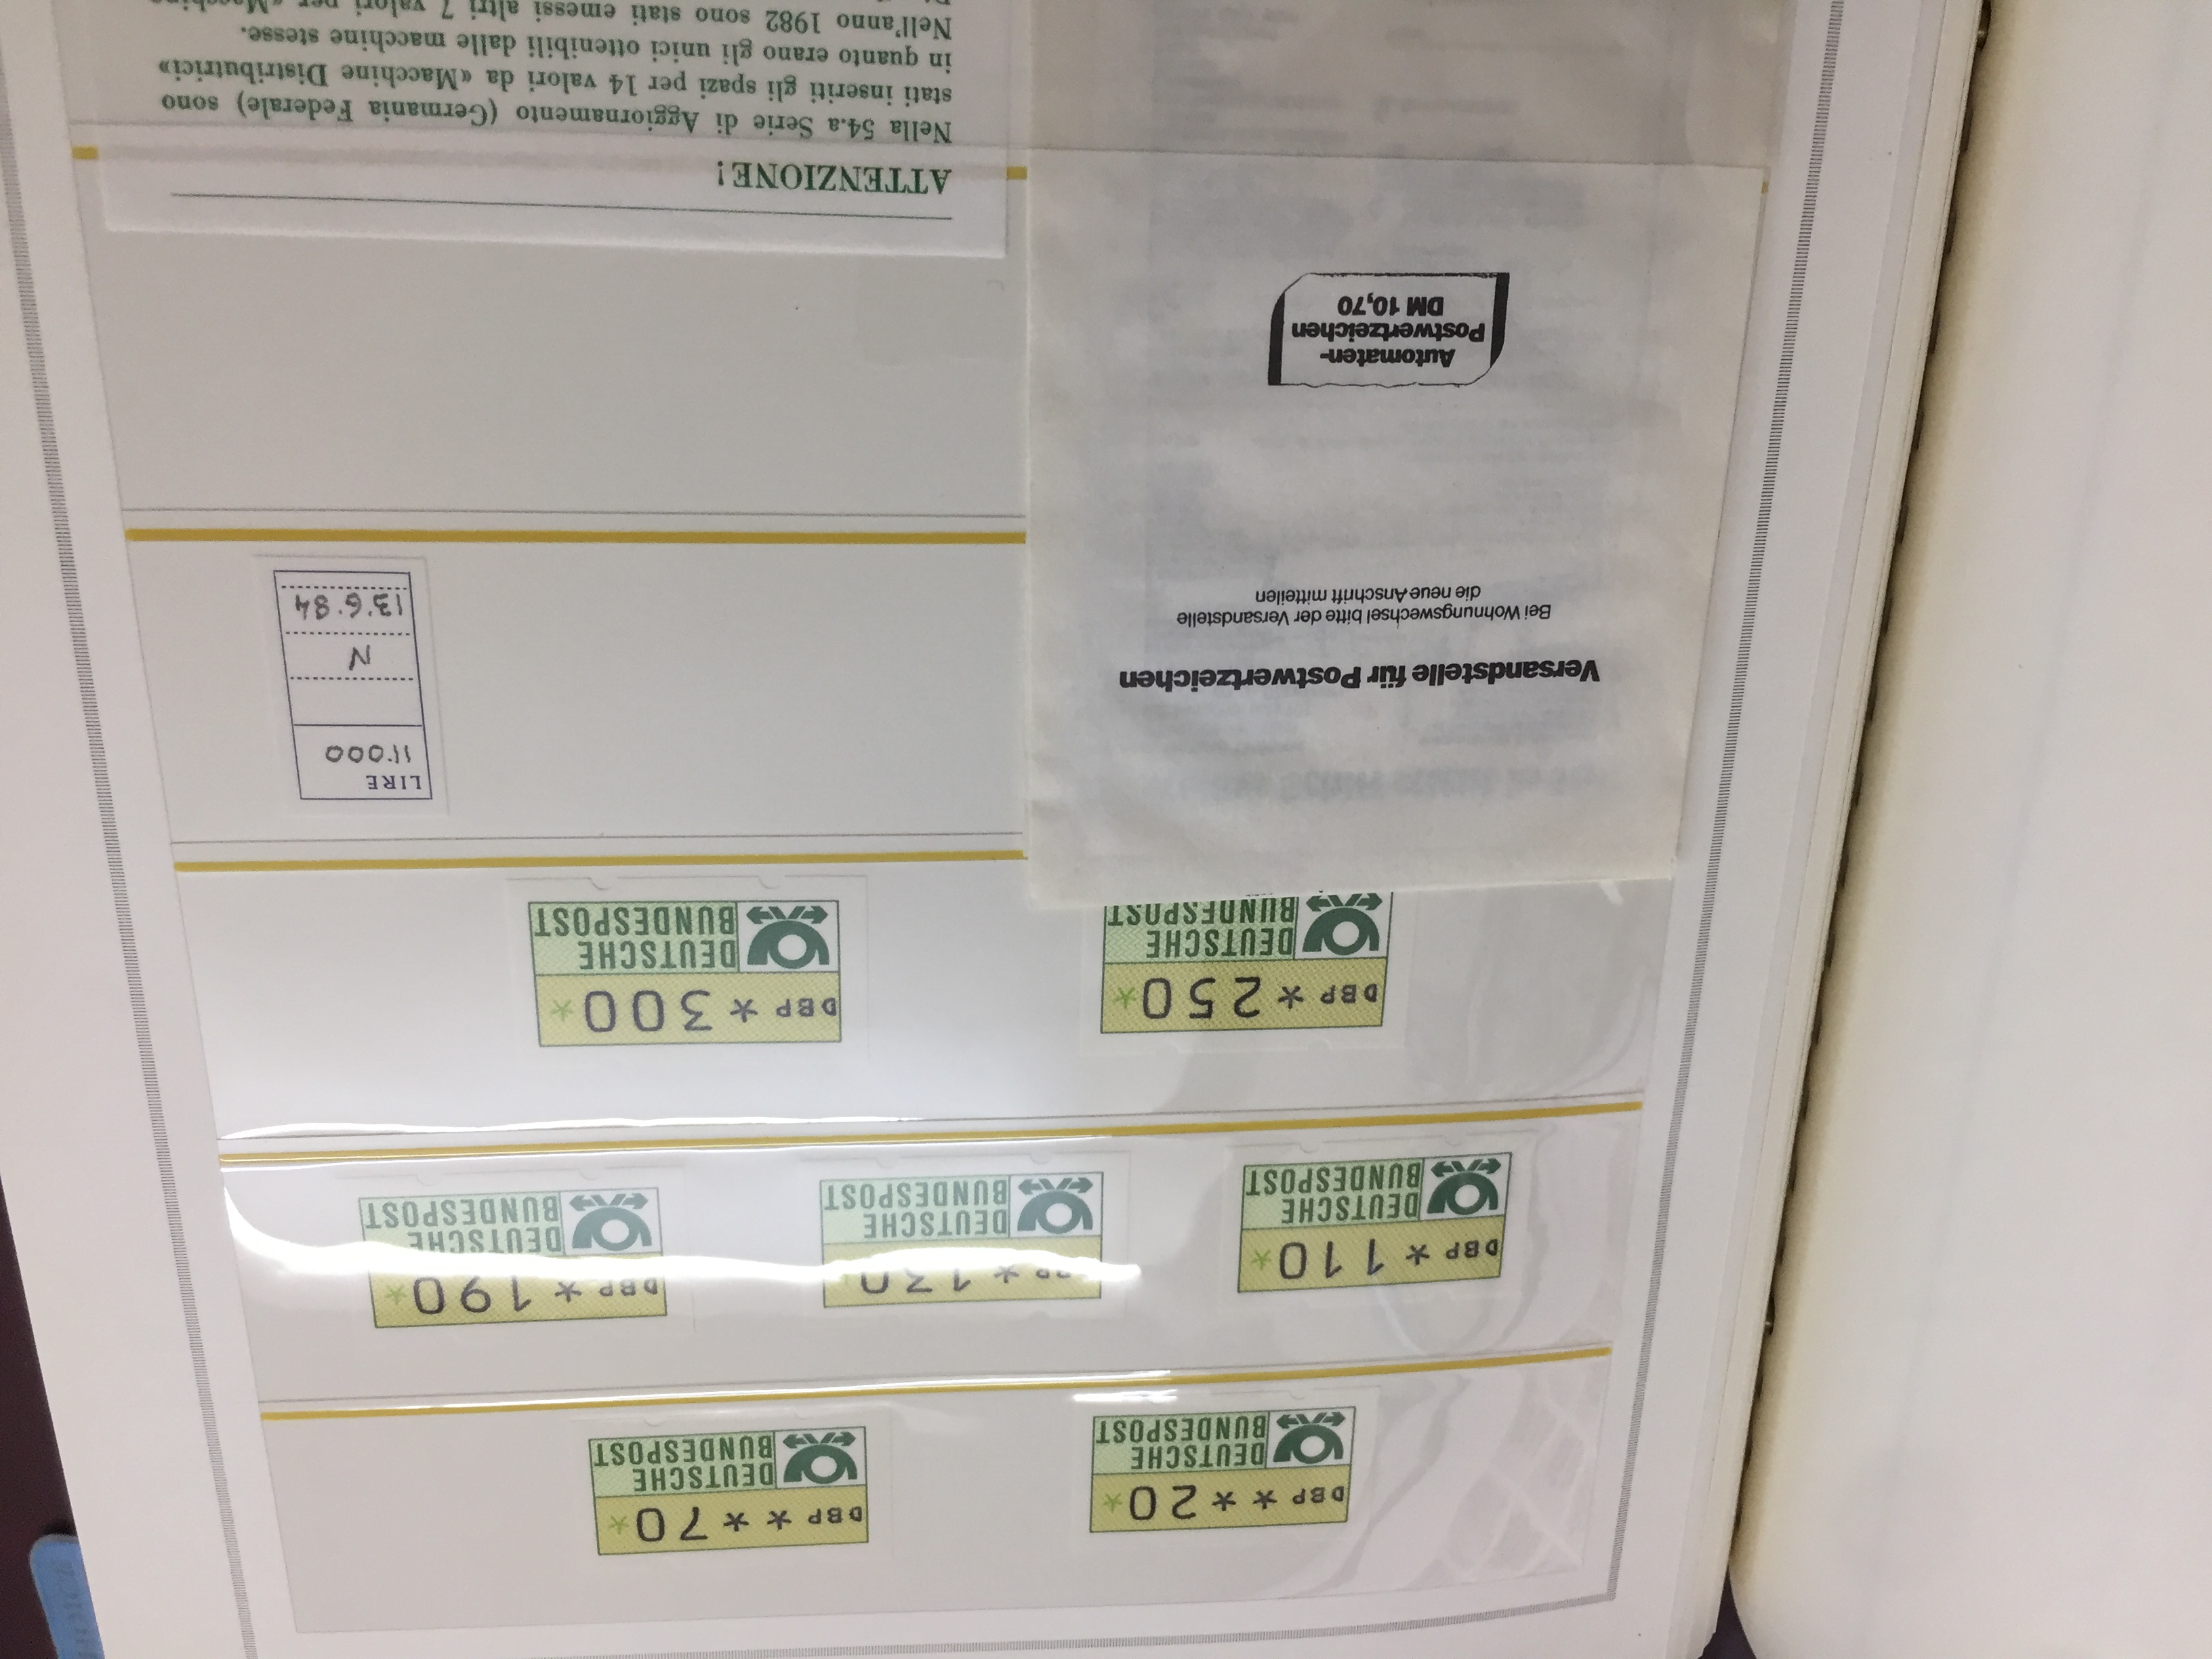 DBP * * 20*
DEUTSCHE
BUNDESPOST
DBP * * 70*
DEUTSCHE
BUNDESPOST
DBP * 110*
DEUTSCHE
BUNDESPOST
* 130
DEUTSCHE
BUNDESPOST
DBP * 190*
DEUTSCHE
BUNDESPOST
DBP * 250*
DEUTSCHE
BUNDESPOST
DBP * 300*
DEUTSCHE
BUNDESPOST
Versandstelle für Postwertzeichen
Bei Wohnungswechsel bitte der Versandstelle
die neue Anschrift mitteilen
Automaten-
Postwertzeichen
DM 10,70
LIRE
11.000
N
13.6.84
ATTENZIONE!
Nella 54.a Serie di Aggiornamento (Germania Federale) sono
stati inseriti gli spazi per 14 valori da «Macchine Distributrici»
in quanto erano gli unici ottenibili dalle macchine stesse.
Nell'anno 1982 sono stati emessi altri 7 valori per «Macchine